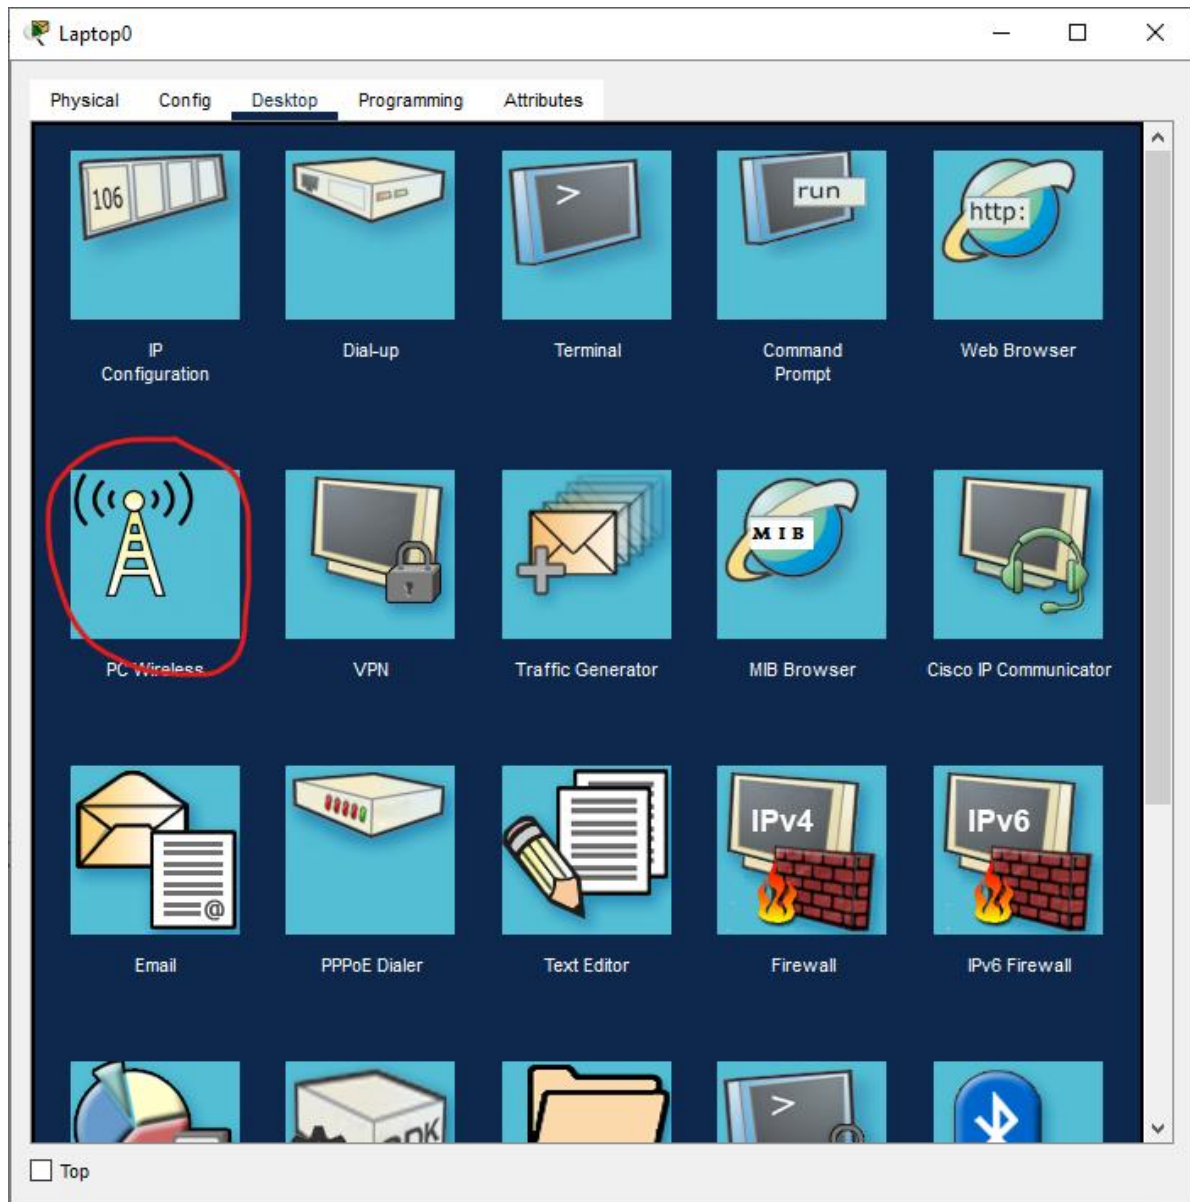 Laptop0
Physical Config Desktop Programming Attributes
106
>
run
http:
IP
Configuration
Dial-up
Terminal
Command
Prompt
Web Browser
MIB
PC Wireless
VPN
Traffic Generator
MIB Browser
Cisco IP Communicator
@
IPv4
IPv6
Email
PPPoE Dialer
Text Editor
Firewall
IPv6 Firewall
>
Top